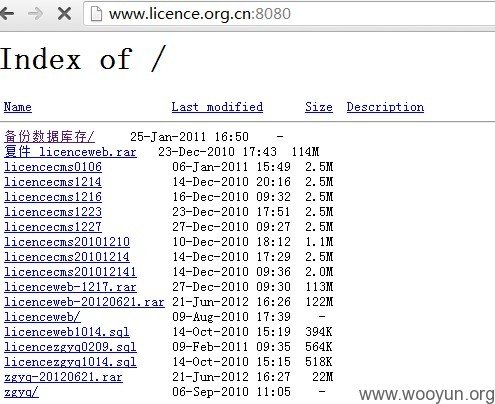 www.licence.org.cn:8080
Index of /
Name Last modified Size Description
备份数据库存/ 25-Jan-2011 16:50 -
复件 licenceweb.rar 23-Dec-2010 17:43 114M
licencecms0106 06-Jan-2011 15:49 2.5M
licencecms1214 14-Dec-2010 20:16 2.5M
licencecms1216 16-Dec-2010 09:32 2.5M
licencecms1223 23-Dec-2010 17:51 2.5M
licencecms1227 27-Dec-2010 09:27 2.5M
licencecms20101210 10-Dec-2010 18:12 1.1M
licencecms20101214 14-Dec-2010 17:29 2.5M
licencecms201012141 14-Dec-2010 09:36 2.0M
licenceweb-1217.rar 27-Dec-2010 09:30 113M
licenceweb-20120621.rar 21-Jun-2012 16:26 122M
licenceweb/ 09-Aug-2010 17:39 -
licenceweb1014.sql 14-Oct-2010 15:19 394K
licencezgyq0209.sql 09-Feb-2011 09:35 564K
licencezgyq1014.sql 14-Oct-2010 15:15 518K
zgyq-20120621.rar 21-Jun-2012 16:27 22M
zgyq/ 06-Sep-2010 11:05 -
www.wooyun.org